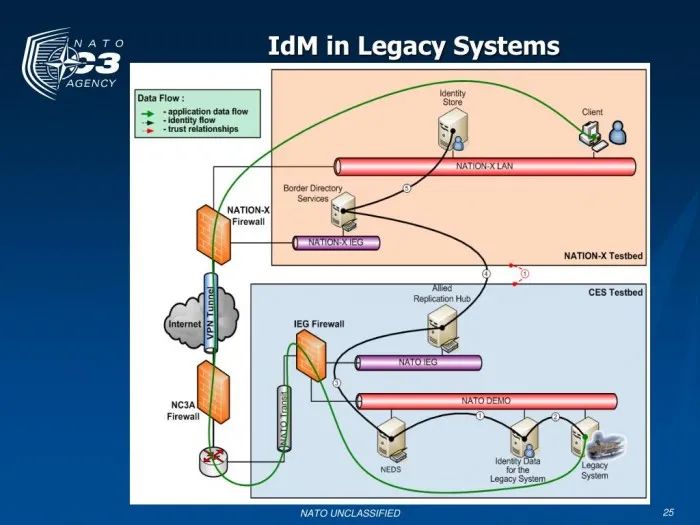 NATO
C3
AGENCY
IdM in Legacy Systems
Data Flow :
- application data flow
- identity flow
- trust relationships
Identity
Store
Client
NATION-X LAN
5
Border Directory
Services
NATION-X
Firewall
NATION-X IEG
NATION-X Testbed
4
1
CES Testbed
Allied
Replication Hub
Internet
VPN Tunnel
IEG Firewall
NATO IEG
3
NC3A
Firewall
NATO Transit
NATO DEMO
1
2
NEDS
Identity Data
for the
Legacy System
Legacy
System
NATO UNCLASSIFIED
25